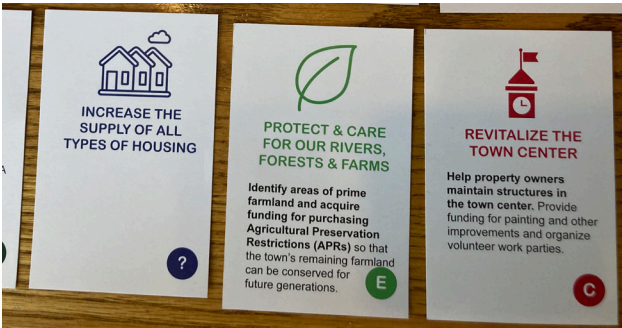 A
INCREASE THE
SUPPLY OF ALL
TYPES OF HOUSING
?
PROTECT & CARE
FOR OUR RIVERS,
FORESTS & FARMS
Identify areas of prime
farmland and acquire
funding for purchasing
Agricultural Preservation
Restrictions (APRs) so that
the town's remaining farmland
can be conserved for
future generations.
E
REVITALIZE THE
TOWN CENTER
Help property owners
maintain structures in
the town center. Provide
funding for painting and other
improvements and organize
volunteer work parties.
C